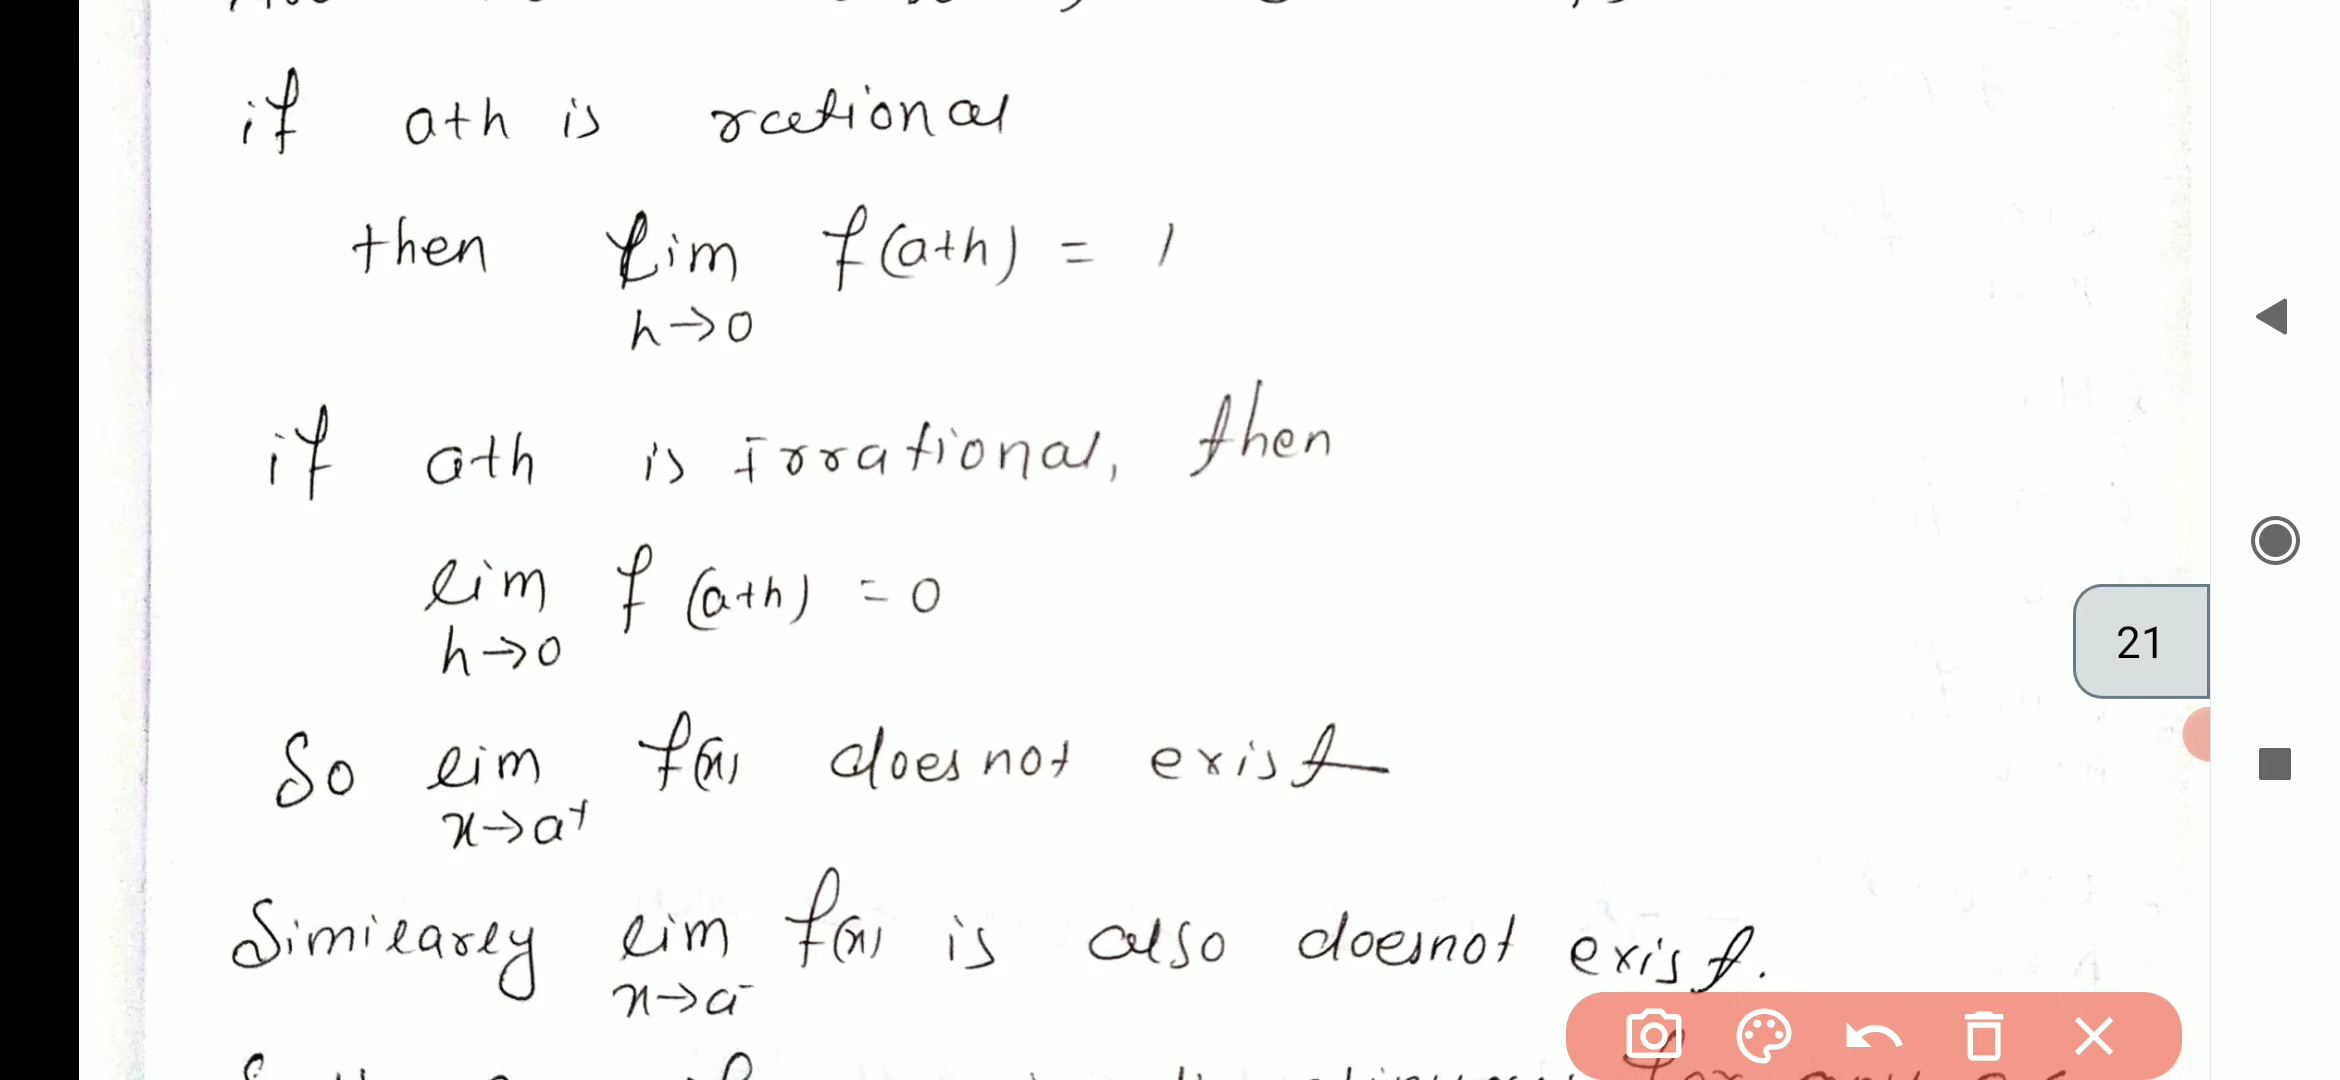 if a+h is rational
then lim f(a+h) = 1
h→0
if a+h is Irrational, then
lim f (a+h) = 0
h→0
21
So lim f(x) does not exist
x→a⁺
Similarly lim f(x) is also doesnot exist.
x→a⁻